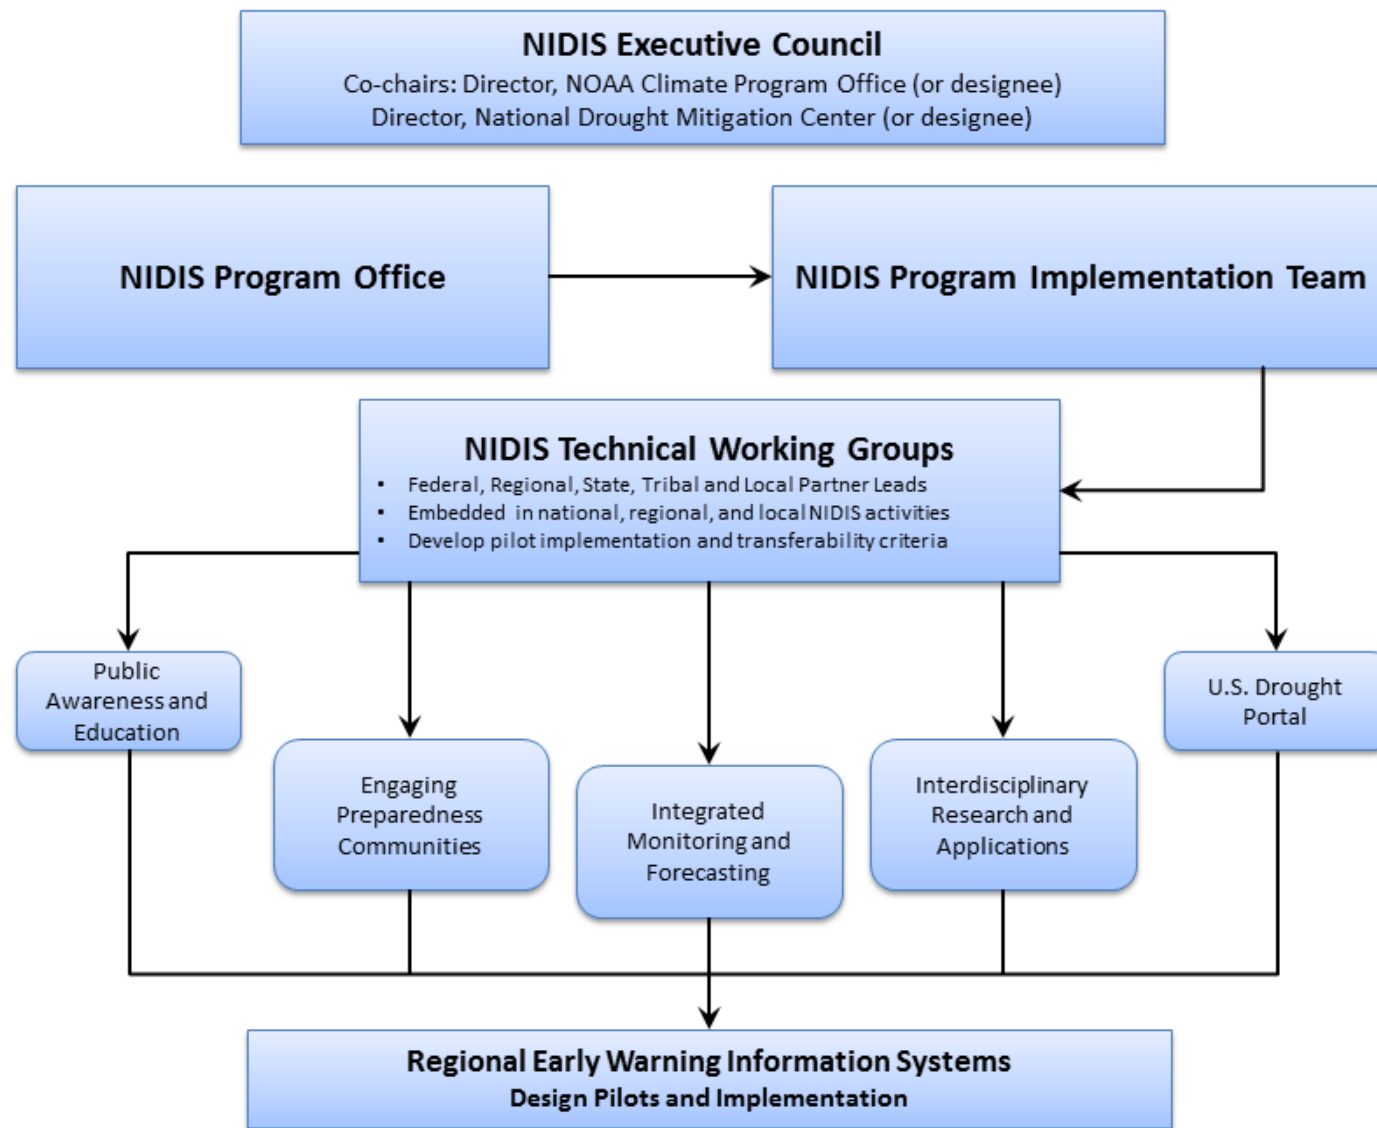 NIDIS Executive Council
Co-chairs: Director, NOAA Climate Program Office (or designee)
Director, National Drought Mitigation Center (or designee)
NIDIS Program Office
NIDIS Program Implementation Team
NIDIS Technical Working Groups
• Federal, Regional, State, Tribal and Local Partner Leads
• Embedded in national, regional, and local NIDIS activities
• Develop pilot implementation and transferability criteria
Public
Awareness and
Education
Engaging
Preparedness
Communities
Integrated
Monitoring and
Forecasting
Interdisciplinary
Research and
Applications
U.S. Drought
Portal
Regional Early Warning Information Systems
Design Pilots and Implementation